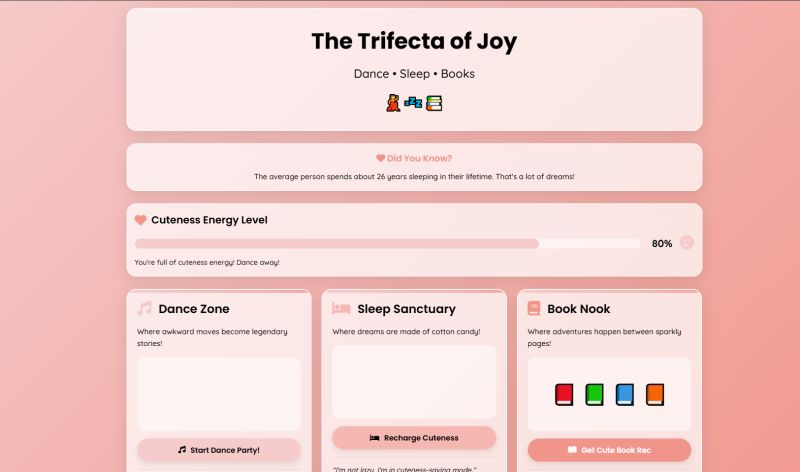 The Trifecta of Joy
Dance • Sleep • Books
Did You Know?
The average person spends about 26 years sleeping in their lifetime. That's a lot of dreams!
Cuteness Energy Level
80%
You're full of cuteness energy! Dance away!
Dance Zone
Where awkward moves become legendary
stories!
Start Dance Party!
Sleep Sanctuary
Where dreams are made of cotton candy!
Recharge Cuteness
"I'm not lazy, I'm in cuteness-saving mode."
Book Nook
Where adventures happen between sparkly
pages!
Get Cute Book Rec